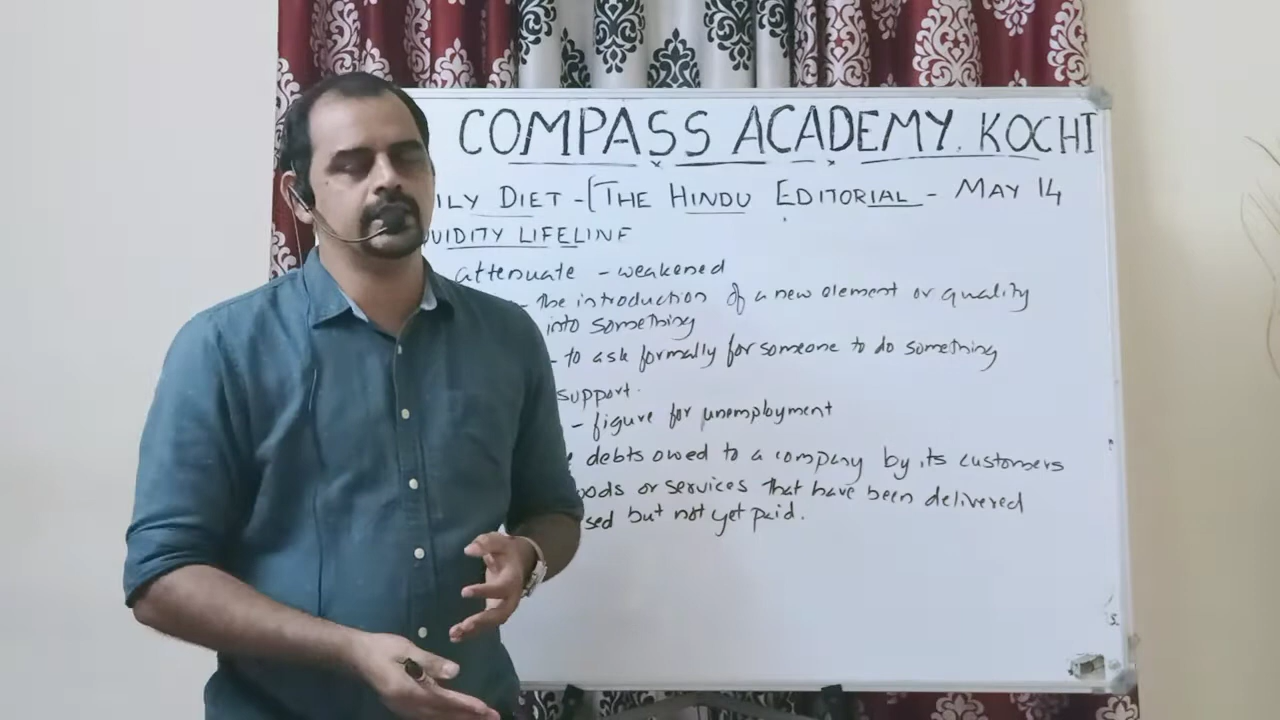 COMPASS ACADEMY. KOCHI
ILY DIET - [THE HINDU EDITORIAL - MAY 14
UIDITY LIFELINE
attenuate - weakened
- the introduction of a new element or quality
into something
- to ask formally for someone to do something
support.
- figure for unemployment
debts owed to a company by its customers
oods or services that have been delivered
sed but not yet paid.